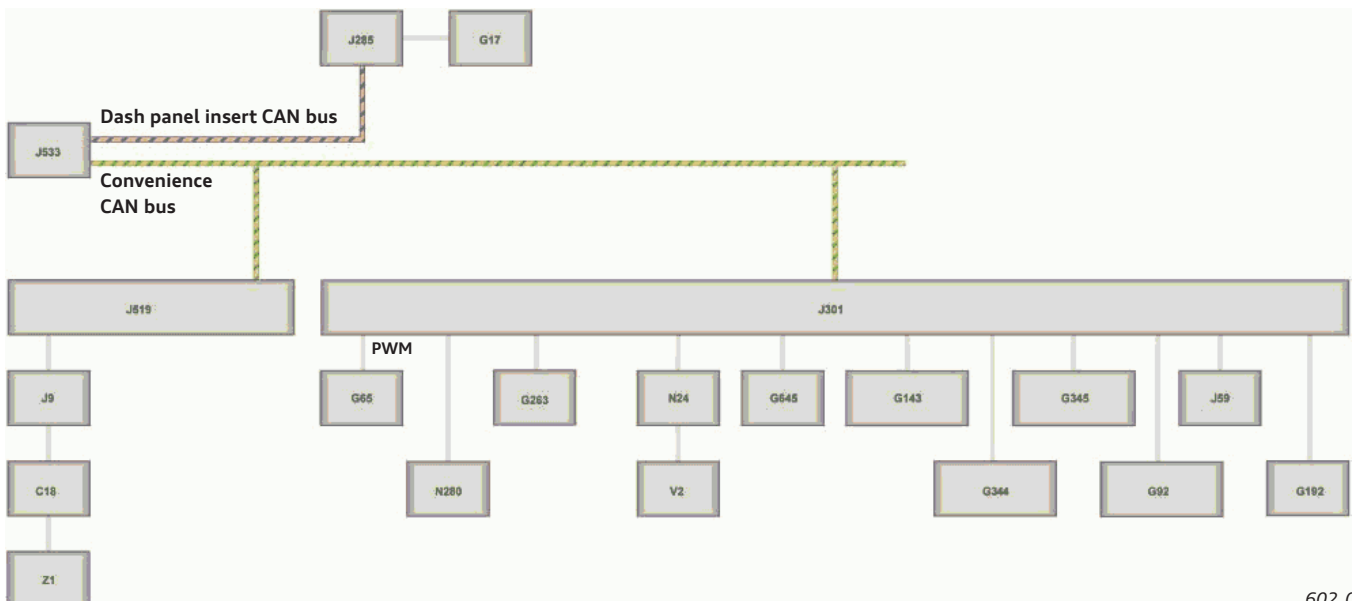 J285
G17
Dash panel insert CAN bus
J533
Convenience
CAN bus
J519
J301
PWM
J9
G65
G263
N24
G645
G143
G345
J59
C18
N280
V2
G344
G92
G192
Z1